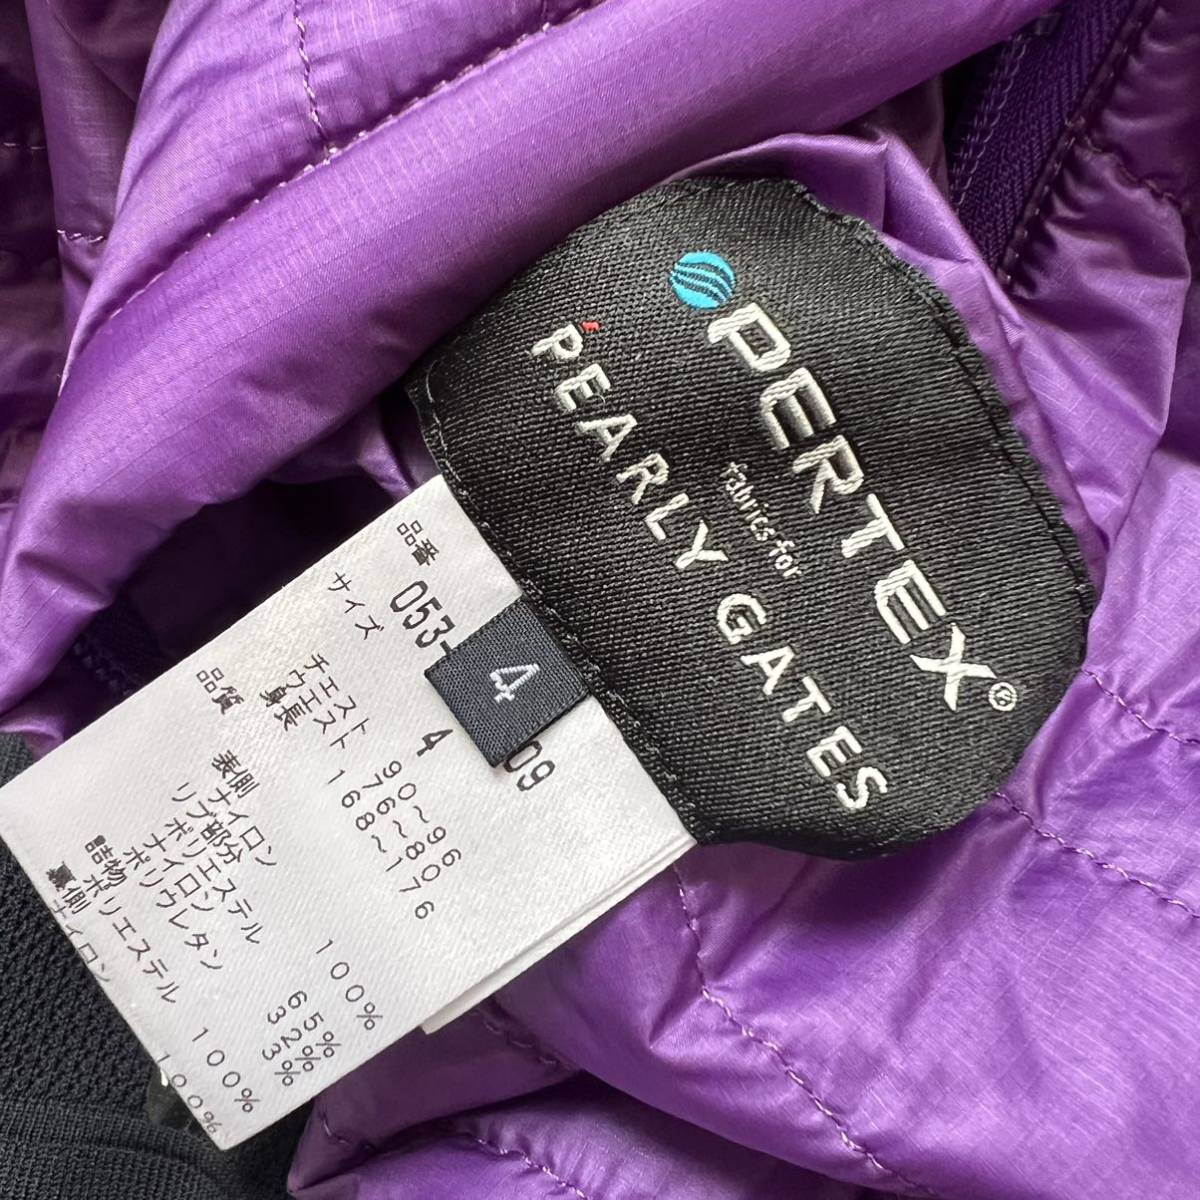 PERTEX®
fabrics for
PEARLY GATES
4
品番 053- 09
サイズ 4
チェスト 90~96
ウエスト 76~80
身長 168~176
品質
表側
ナイロン 100%
リブ部分
ポリエステル 65%
ナイロン 32%
ポリウレタン 3%
詰物
ポリエステル 100%
裏側
ナイロン 100%